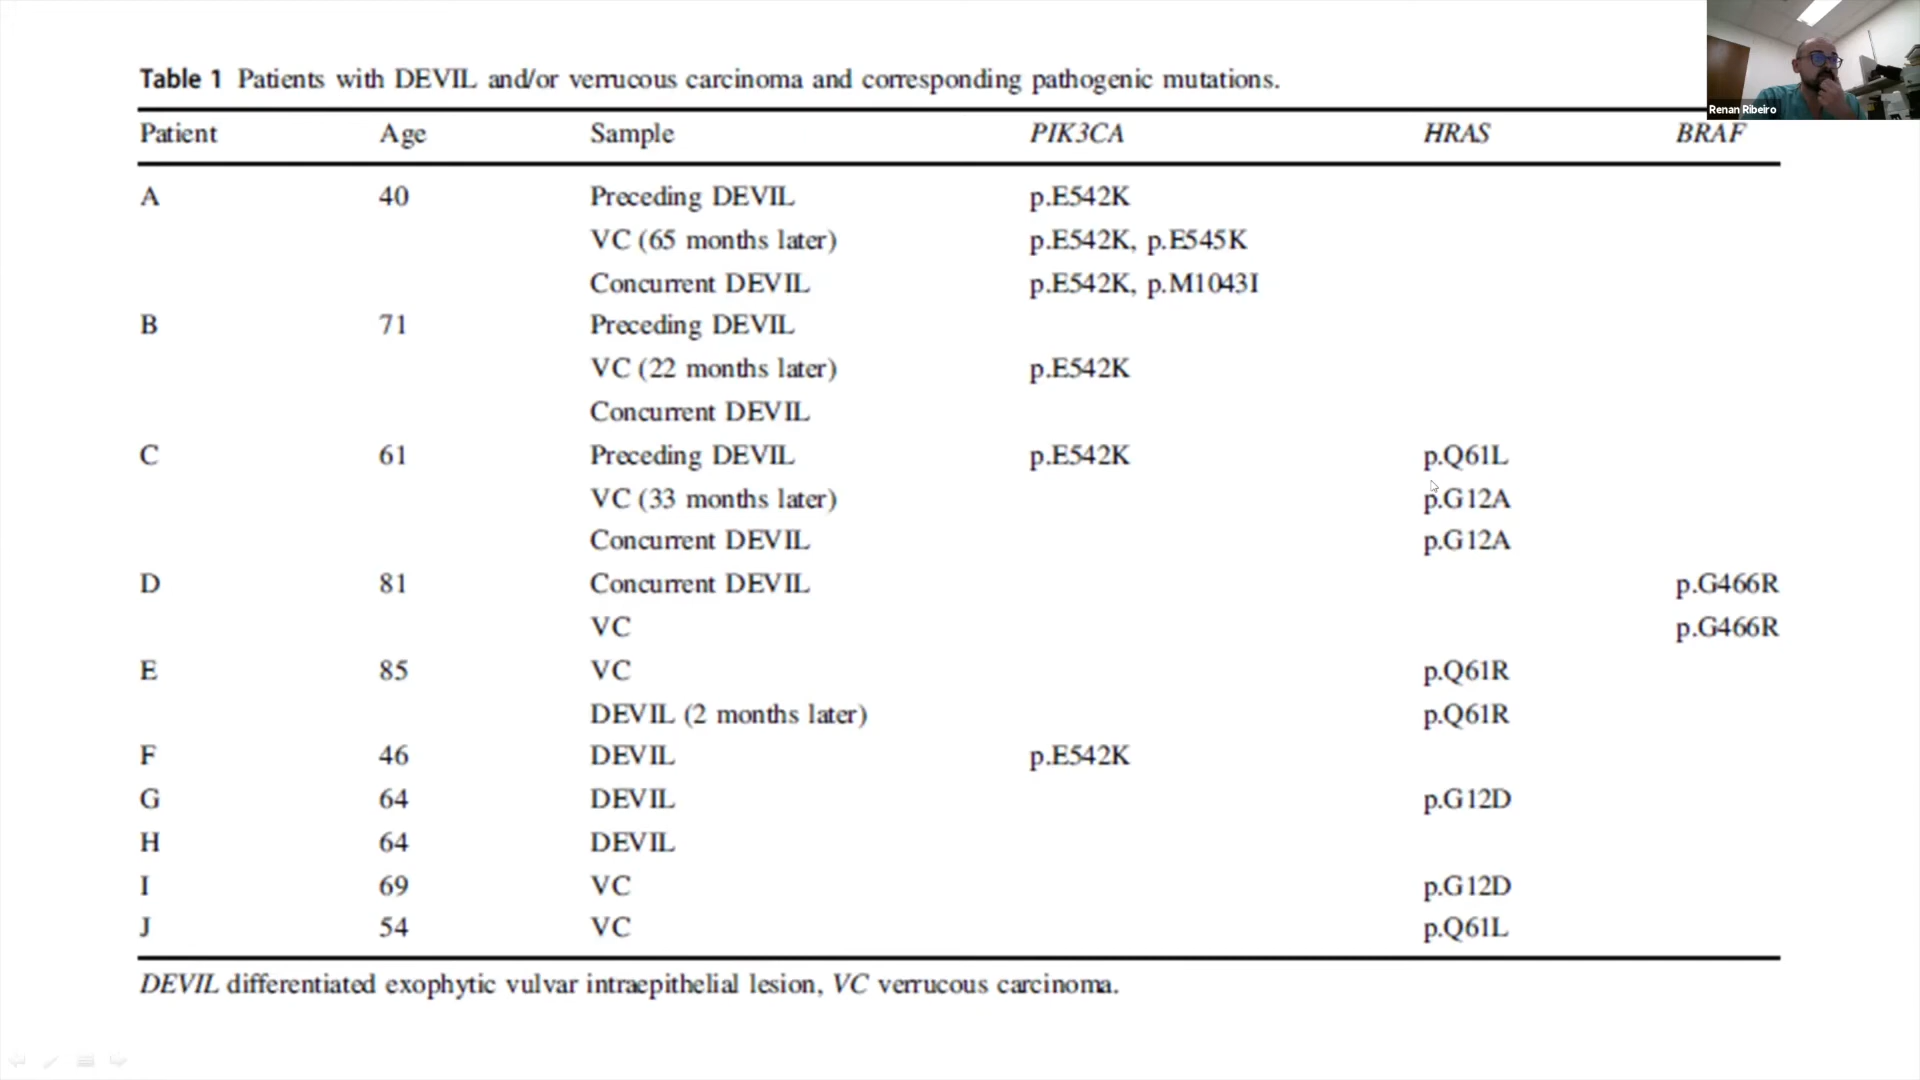 Renan Ribeiro
Table 1 Patients with DEVIL and/or verrucous carcinoma and corresponding pathogenic mutations.
Patient Age Sample PIK3CA HRAS BRAF
A 40 Preceding DEVIL p.E542K
VC (65 months later) p.E542K, p.E545K
Concurrent DEVIL p.E542K, p.M1043I
B 71 Preceding DEVIL
VC (22 months later) p.E542K
Concurrent DEVIL
C 61 Preceding DEVIL p.E542K p.Q61L
VC (33 months later) p.G12A
Concurrent DEVIL p.G12A
D 81 Concurrent DEVIL p.G466R
VC p.G466R
E 85 VC p.Q61R
DEVIL (2 months later) p.Q61R
F 46 DEVIL p.E542K
G 64 DEVIL p.G12D
H 64 DEVIL
I 69 VC p.G12D
J 54 VC p.Q61L
DEVIL differentiated exophytic vulvar intraepithelial lesion, VC verrucous carcinoma.